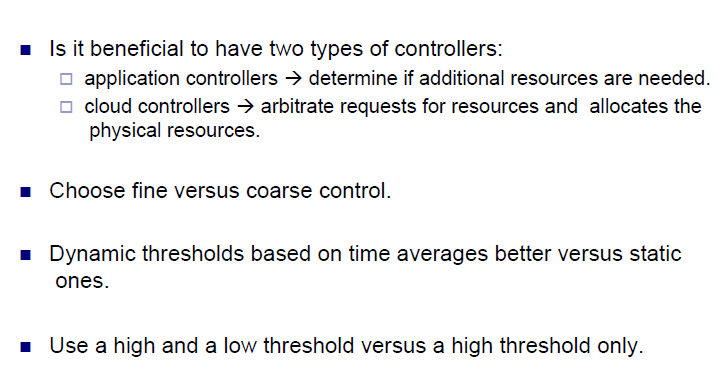 ■ Is it beneficial to have two types of controllers:
□ application controllers → determine if additional resources are needed.
□ cloud controllers → arbitrate requests for resources and allocates the
physical resources.
■ Choose fine versus coarse control.
■ Dynamic thresholds based on time averages better versus static
ones.
■ Use a high and a low threshold versus a high threshold only.